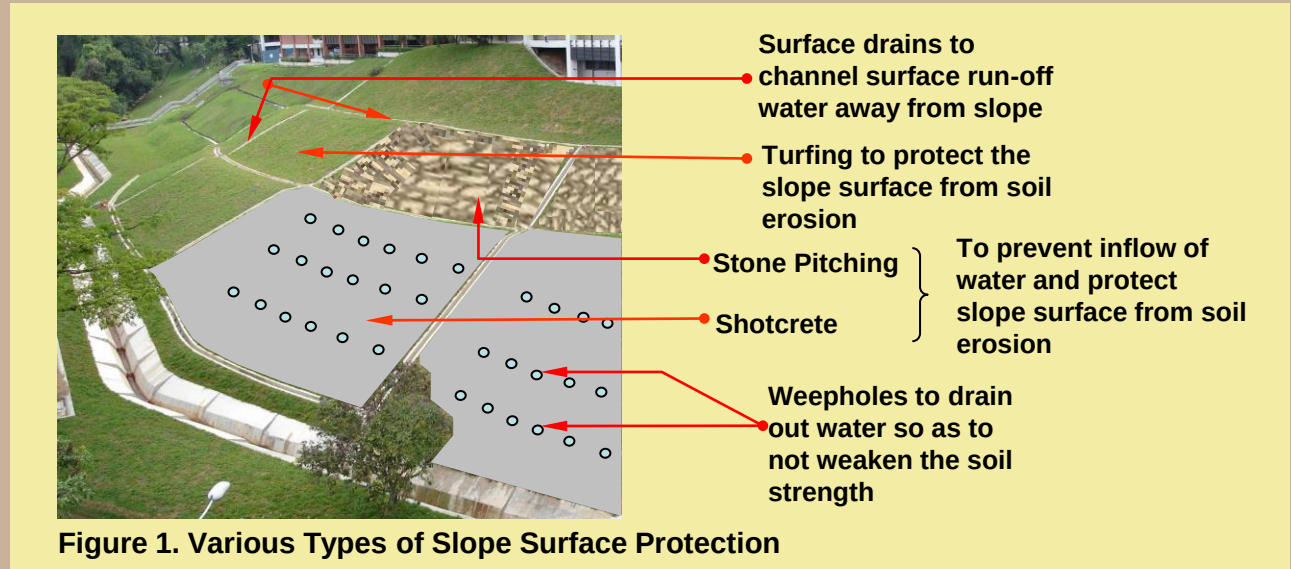 Surface drains to
channel surface run-off
water away from slope
Turfing to protect the
slope surface from soil
erosion
Stone Pitching
Shotcrete
To prevent inflow of
water and protect
slope surface from soil
erosion
Weepholes to drain
out water so as to
not weaken the soil
strength
Figure 1. Various Types of Slope Surface Protection